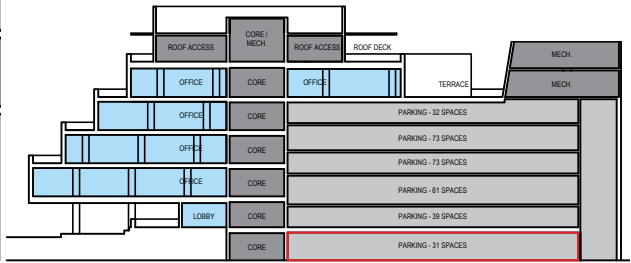 CORE /
MECH.
ROOF ACCESS
ROOF ACCESS
ROOF DECK
MECH.
OFFICE
CORE
OFFICE
TERRACE
MECH.
OFFICE
CORE
PARKING - 32 SPACES
PARKING - 73 SPACES
OFFICE
CORE
PARKING - 73 SPACES
OFFICE
CORE
PARKING - 61 SPACES
LOBBY
CORE
PARKING - 39 SPACES
CORE
PARKING - 31 SPACES